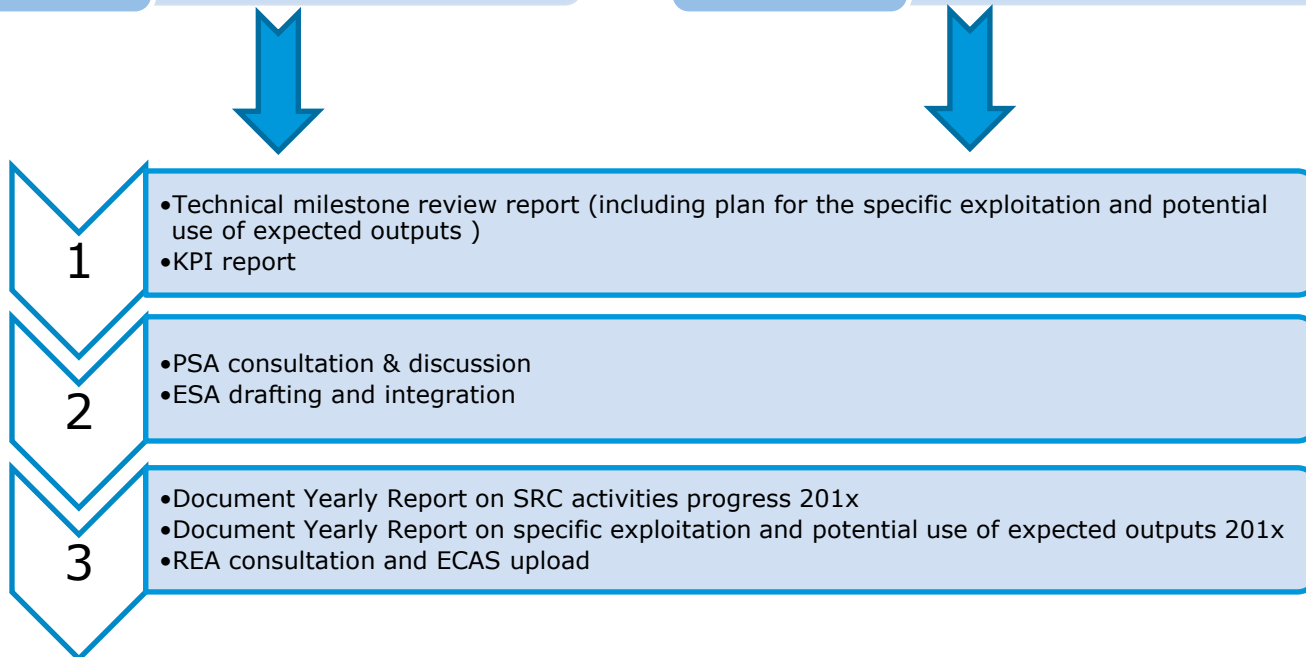 1
•Technical milestone review report (including plan for the specific exploitation and potential
use of expected outputs )
•KPI report
2
•PSA consultation & discussion
•ESA drafting and integration
3
•Document Yearly Report on SRC activities progress 201x
•Document Yearly Report on specific exploitation and potential use of expected outputs 201x
•REA consultation and ECAS upload